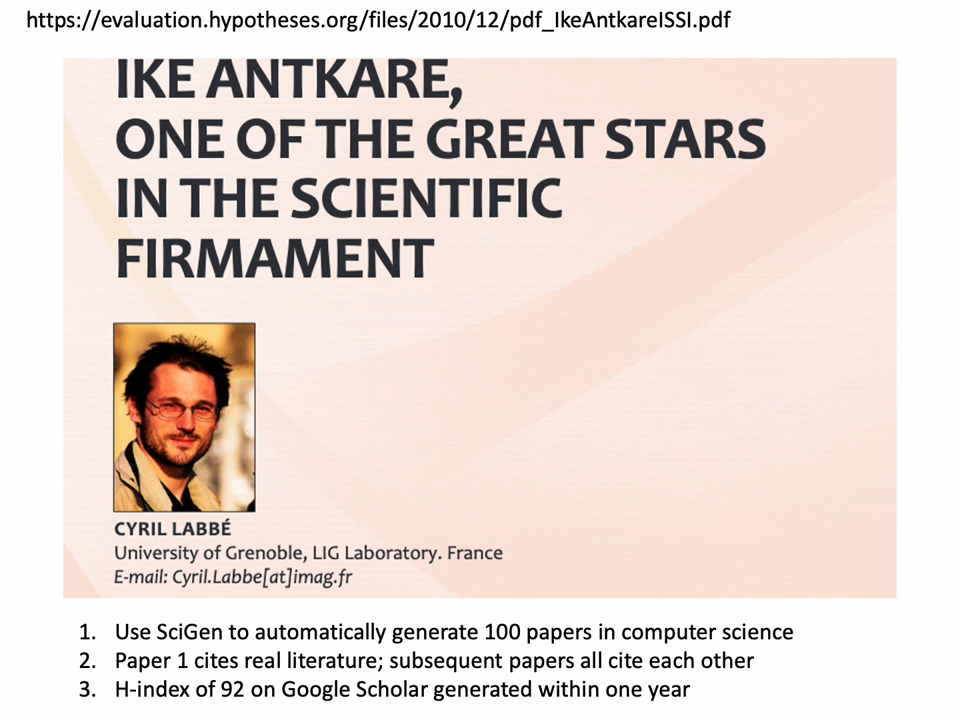 https://evaluation.hypotheses.org/files/2010/12/pdf_IkeAntkareISSI.pdf
IKE ANTKARE,
ONE OF THE GREAT STARS
IN THE SCIENTIFIC
FIRMAMENT
CYRIL LABBÉ
University of Grenoble, LIG Laboratory. France
E-mail: Cyril.Labbe[at]imag.fr
1. Use SciGen to automatically generate 100 papers in computer science
2. Paper 1 cites real literature; subsequent papers all cite each other
3. H-index of 92 on Google Scholar generated within one year